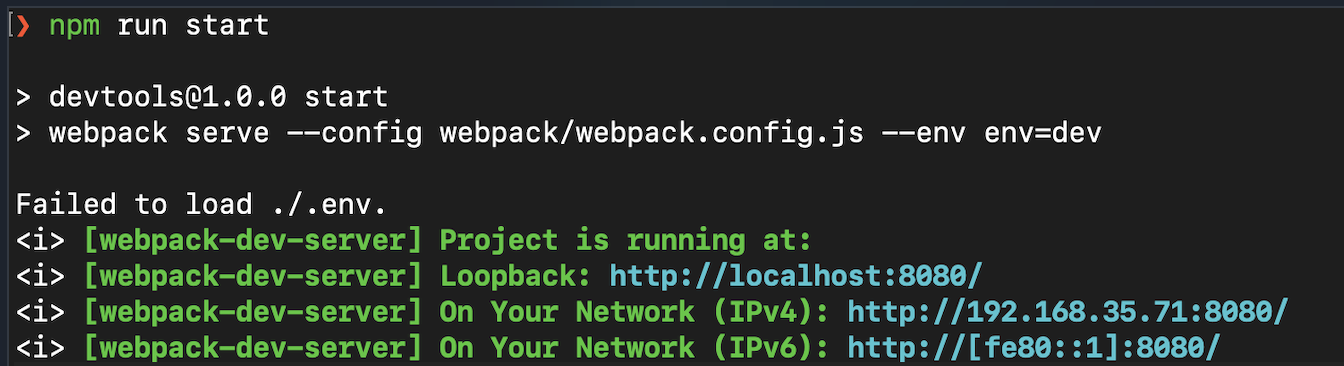 ❯ npm run start
> devtools@1.0.0 start
> webpack serve --config webpack/webpack.config.js --env env=dev
Failed to load ./.env.
<i> [webpack-dev-server] Project is running at:
<i> [webpack-dev-server] Loopback: http://localhost:8080/
<i> [webpack-dev-server] On Your Network (IPv4): http://192.168.35.71:8080/
<i> [webpack-dev-server] On Your Network (IPv6): http://[fe80::1]:8080/